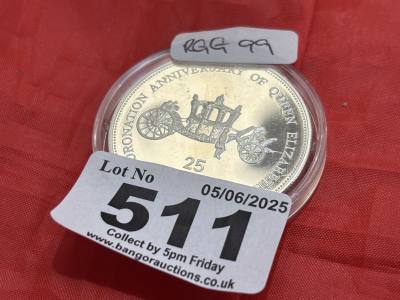 RGG 99
CORONATION ANNIVERSARY OF QUEEN ELIZABETH
25
Lot No
05/06/2025
511
Collect by 5pm Friday
www.bangorauctions.co.uk